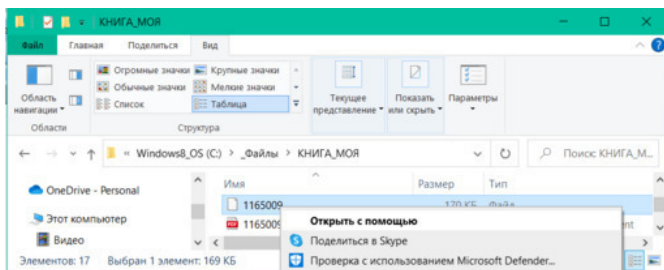 КНИГА_МОЯ
Файл Главная Поделиться Вид
Огромные значки Крупные значки
Обычные значки Мелкие значки
Список Таблица
Область навигации
Текущее представление
Показать или скрыть
Параметры
Области Структура
« Windows8_OS (C:) > _Файлы > КНИГА_МОЯ
Поиск: КНИГА_М...
OneDrive - Personal
Этот компьютер
Видео
Имя Размер Тип
1165009 170 КБ Файл
1165009
Открыть с помощью
Поделиться в Skype
Проверка с использованием Microsoft Defender...
Элементов: 17 Выбран 1 элемент: 169 КБ